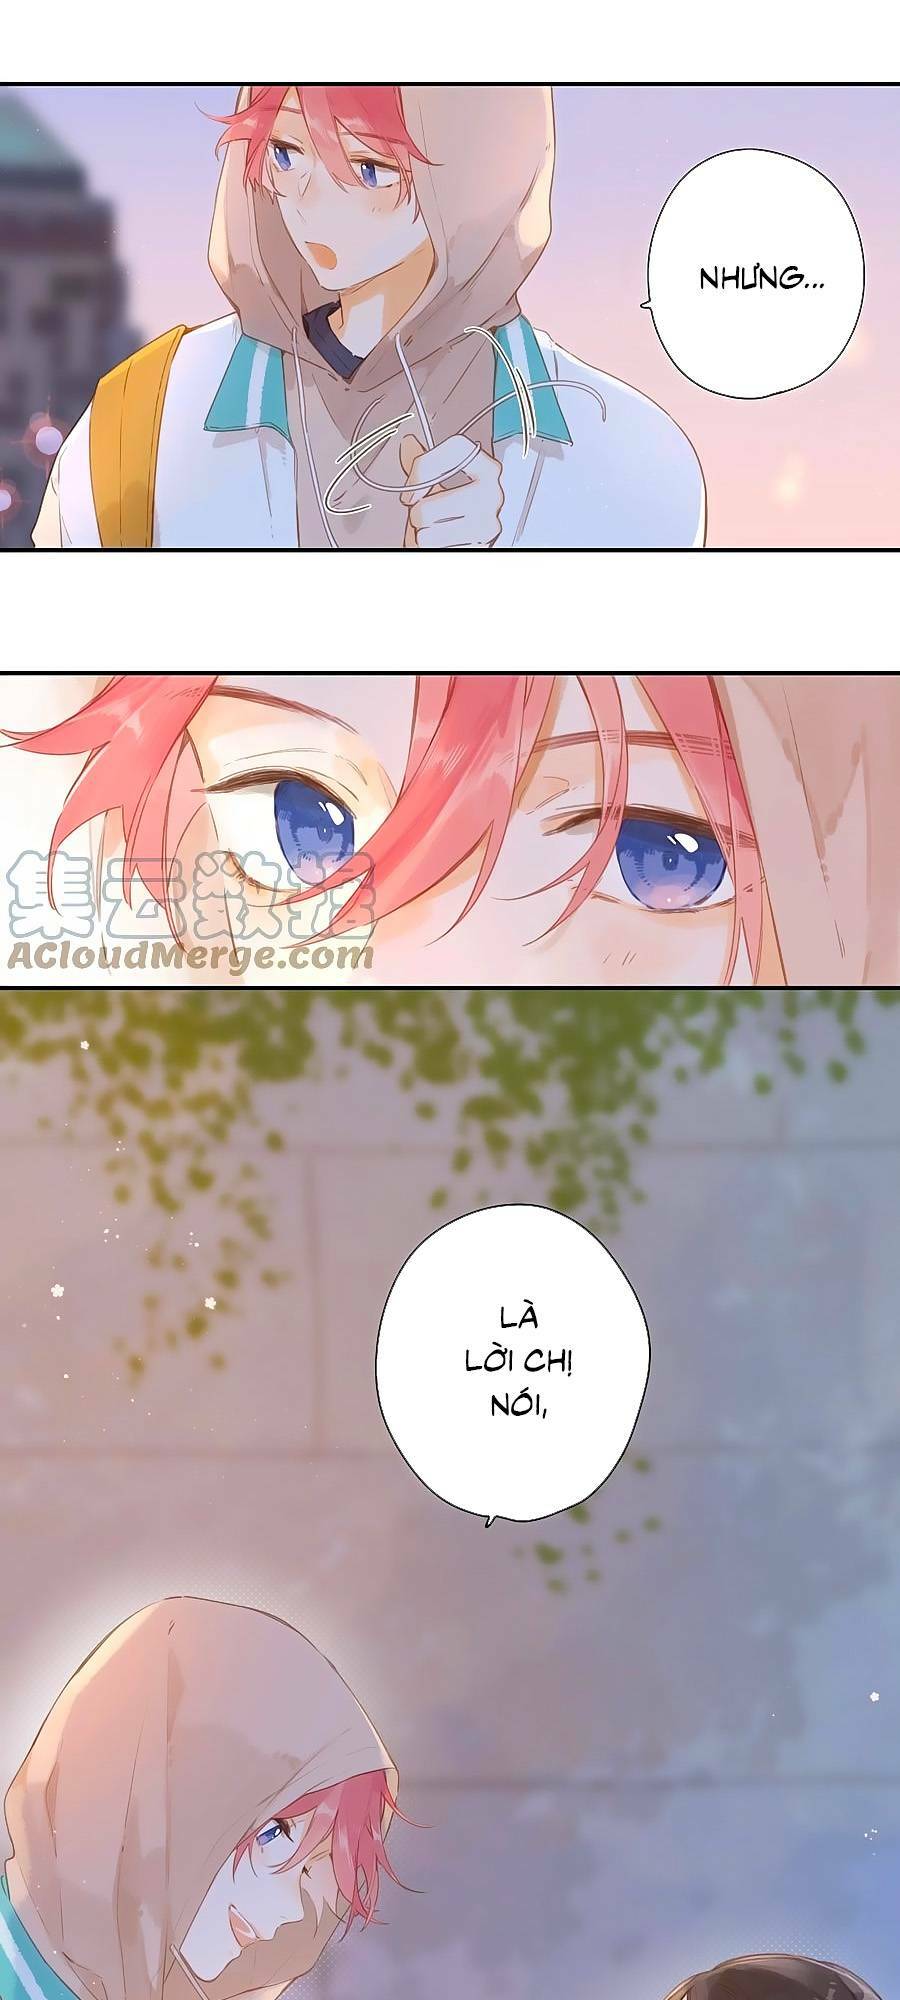 NHƯNG...
集云数据
ACloudMerge.com
LÀ
LỜI CHỊ
NÓI,